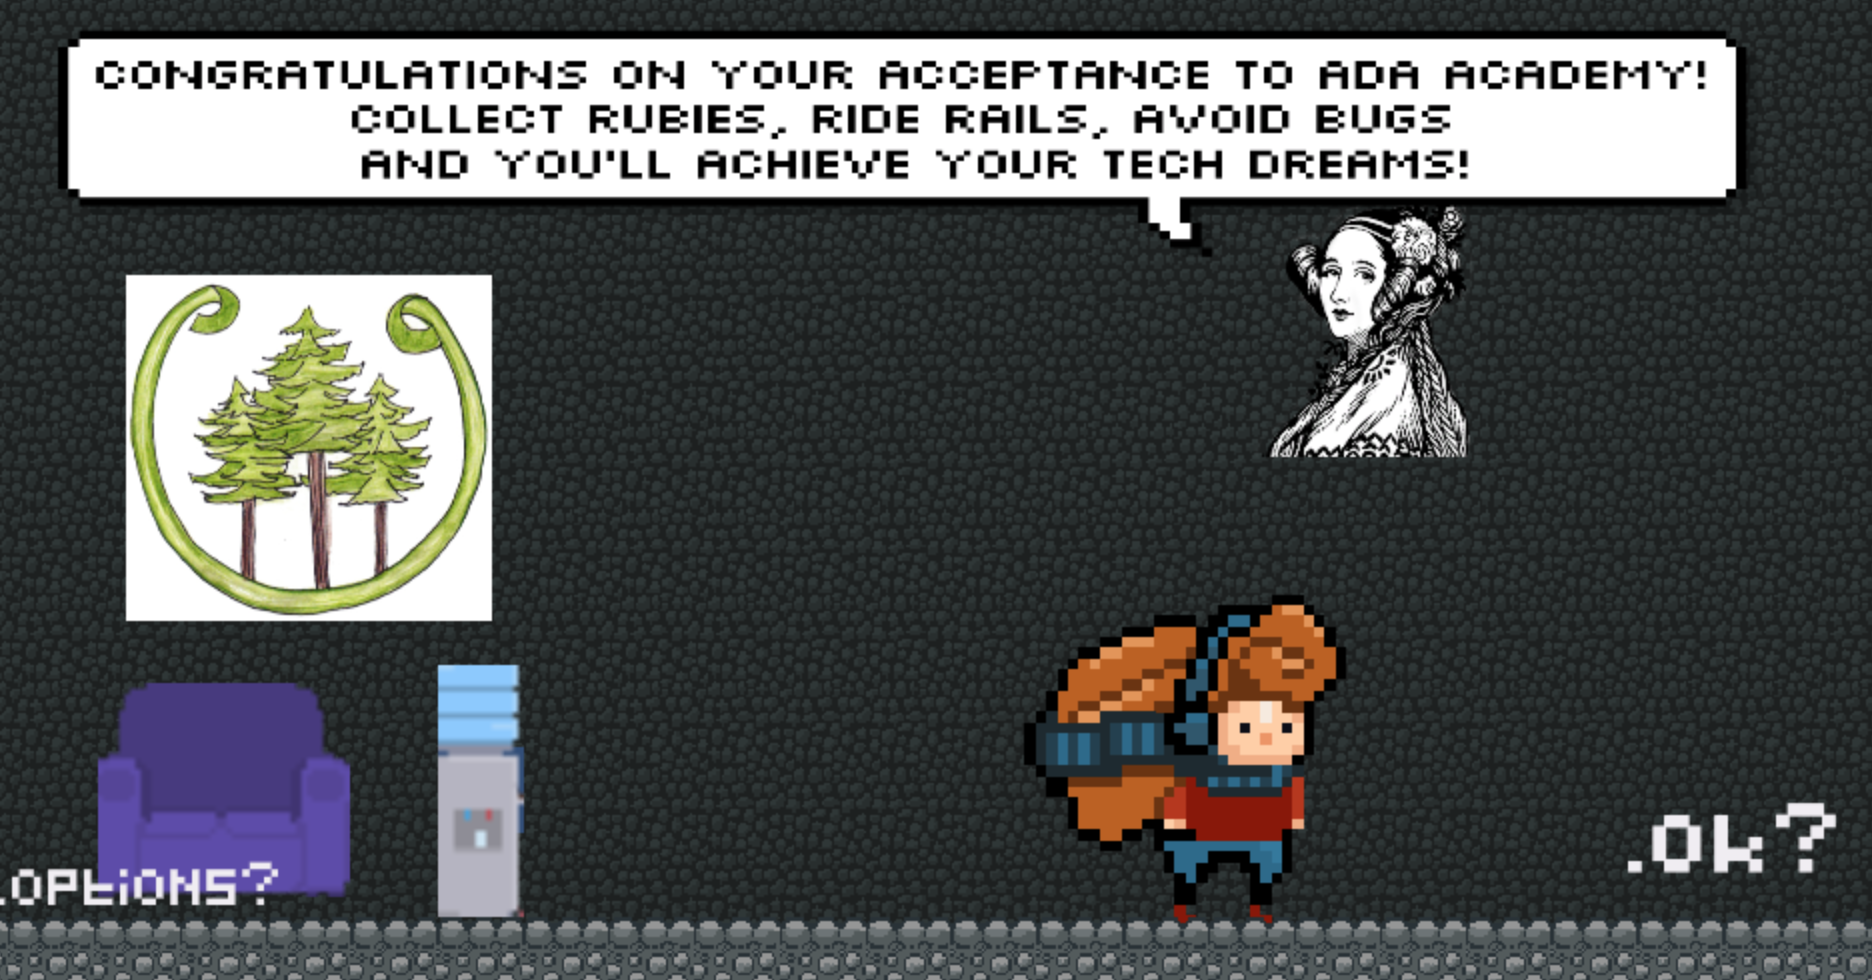 CONGRATULATIONS ON YOUR ACCEPTANCE TO ADA ACADEMY!
COLLECT RUBIES, RIDE RAILS, AVOID BUGS
AND YOU'LL ACHIEVE YOUR TECH DREAMS!
.OPtiONS?
.Ok?